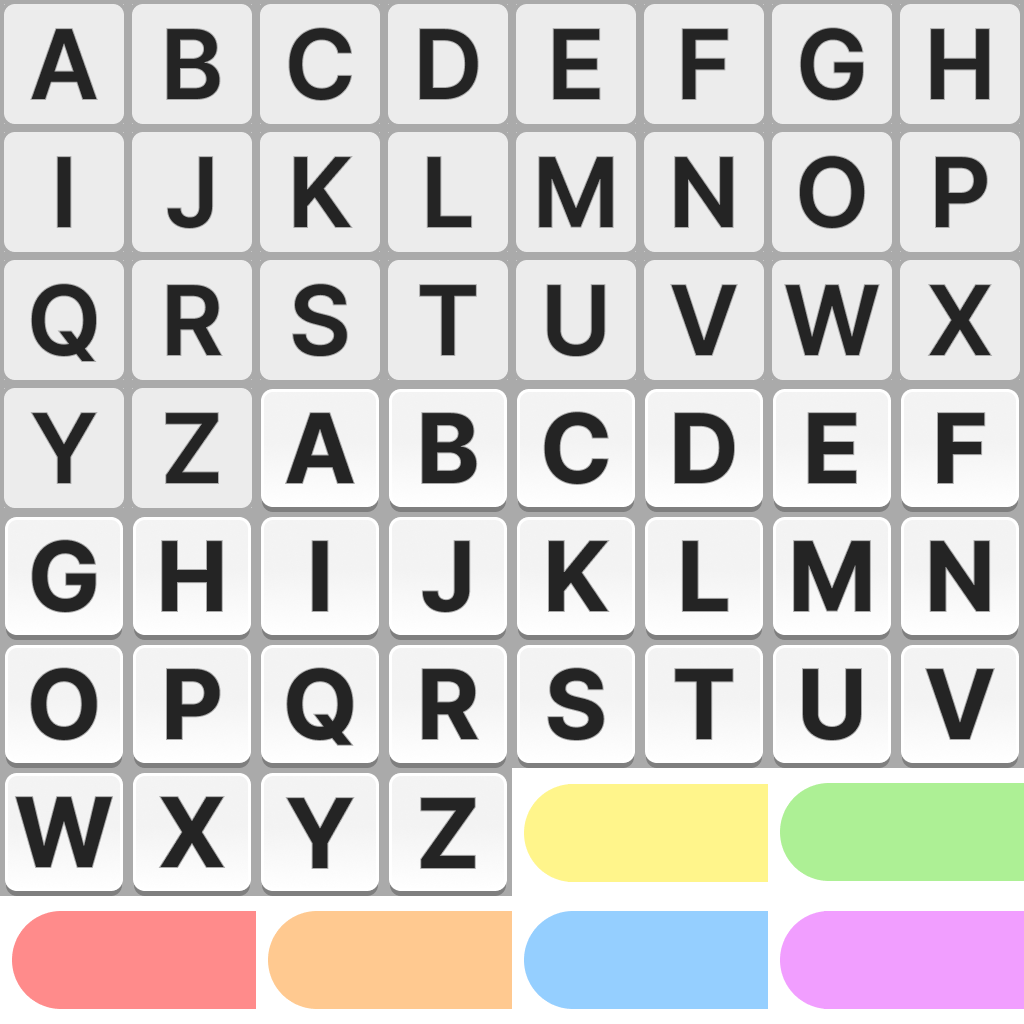 A B C D E F G H
I J K L M N O P
Q R S T U V W X
Y Z A B C D E F
G H I J K L M N
O P Q R S T U V
W X Y Z